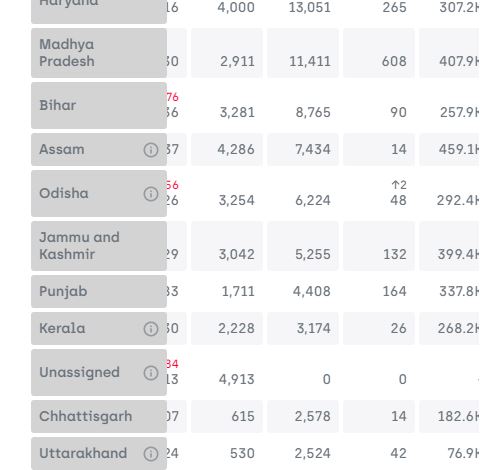 Haryana 16 4,000 13,051 265 307.2K
Madhya
Pradesh 30 2,911 11,411 608 407.9K
76
Bihar 36 3,281 8,765 90 257.9K
Assam 37 4,286 7,434 14 459.1K
56 ↑2
Odisha 26 3,254 6,224 48 292.4K
Jammu and
Kashmir 29 3,042 5,255 132 399.4K
Punjab 33 1,711 4,408 164 337.8K
Kerala 30 2,228 3,174 26 268.2K
34
Unassigned 13 4,913 0 0
Chhattisgarh 07 615 2,578 14 182.6K
Uttarakhand 24 530 2,524 42 76.9K